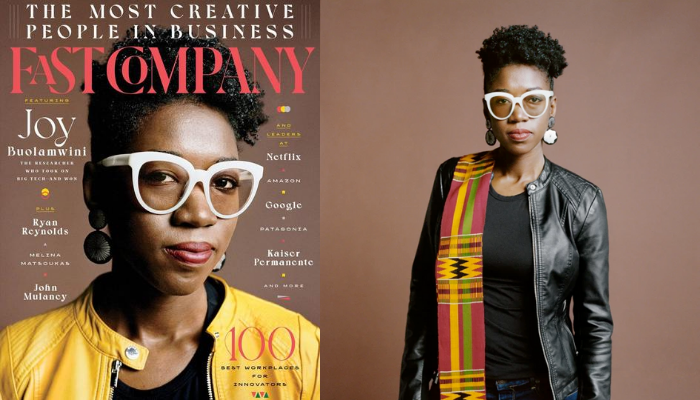 THE MOST CREATIVE
PEOPLE IN BUSINESS
FAST COMPANY
FEATURING
Joy
Buolamwini
THE RESEARCHER
WHO TOOK ON
BIG TECH—AND WON
PLUS
Ryan
Reynolds
MELINA
MATSOUKAS
John
Mulaney
AND
LEADERS
AT
Netflix
AMAZON
Google
PATAGONIA
Kaiser
Permanente
AND MORE
100
BEST WORKPLACES
FOR
INNOVATORS